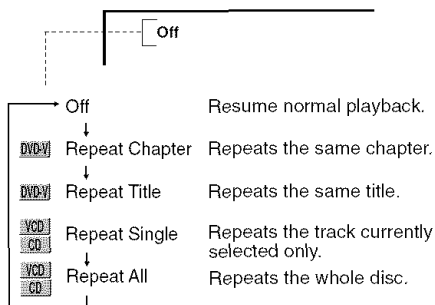 Off
Off Resume normal playback.
DVD-V Repeat Chapter Repeats the same chapter.
DVD-V Repeat Title Repeats the same title.
VCD
CD
Repeat Single Repeats the track currently
selected only.
VCD
CD
Repeat All Repeats the whole disc.